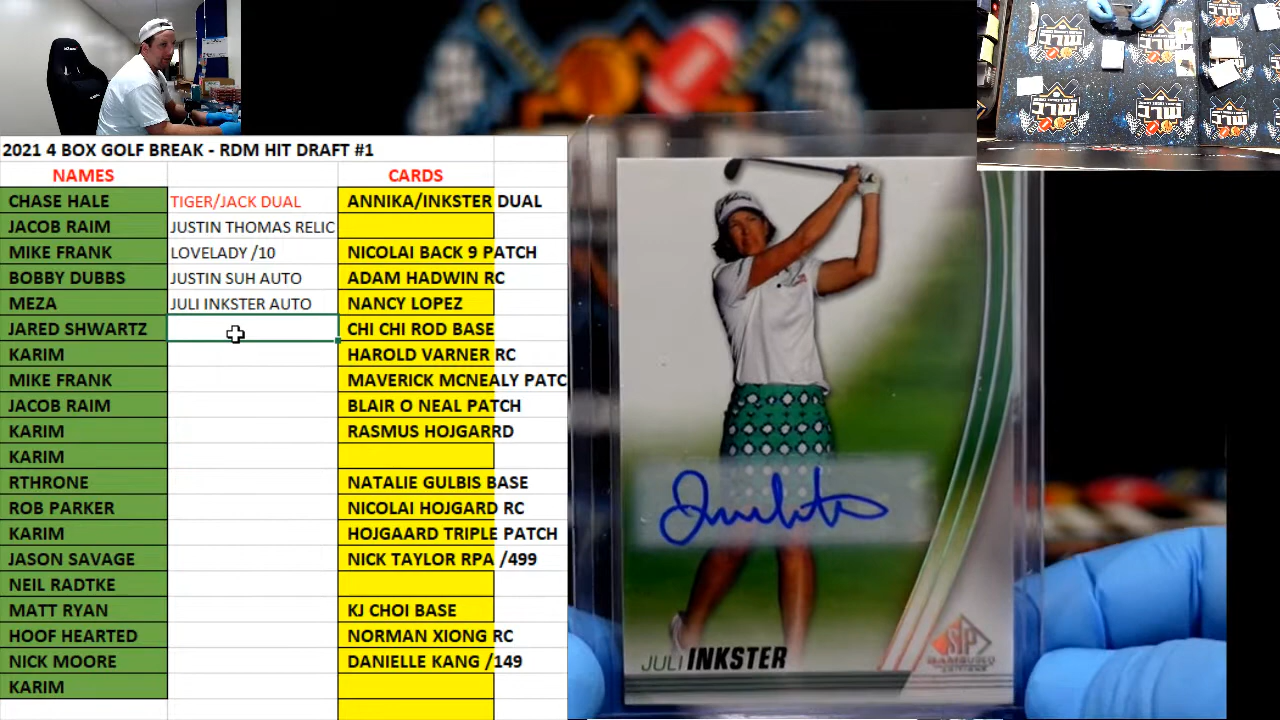 2021 4 BOX GOLF BREAK - RDM HIT DRAFT #1
NAMES CARDS
CHASE HALE TIGER/JACK DUAL ANNIKA/INKSTER DUAL
JACOB RAIM JUSTIN THOMAS RELIC
MIKE FRANK LOVELADY /10 NICOLAI BACK 9 PATCH
BOBBY DUBBS JUSTIN SUH AUTO ADAM HADWIN RC
MEZA JULI INKSTER AUTO NANCY LOPEZ
JARED SHWARTZ CHI CHI ROD BASE
KARIM HAROLD VARNER RC
MIKE FRANK MAVERICK MCNEALY PATC
JACOB RAIM BLAIR O NEAL PATCH
KARIM RASMUS HOJGARRD
KARIM
RTHRONE NATALIE GULBIS BASE
ROB PARKER NICOLAI HOJGARD RC
KARIM HOJGAARD TRIPLE PATCH
JASON SAVAGE NICK TAYLOR RPA /499
NEIL RADTKE
MATT RYAN KJ CHOI BASE
HOOF HEARTED NORMAN XIONG RC
NICK MOORE DANIELLE KANG /149
KARIM
JULI INKSTER
SP